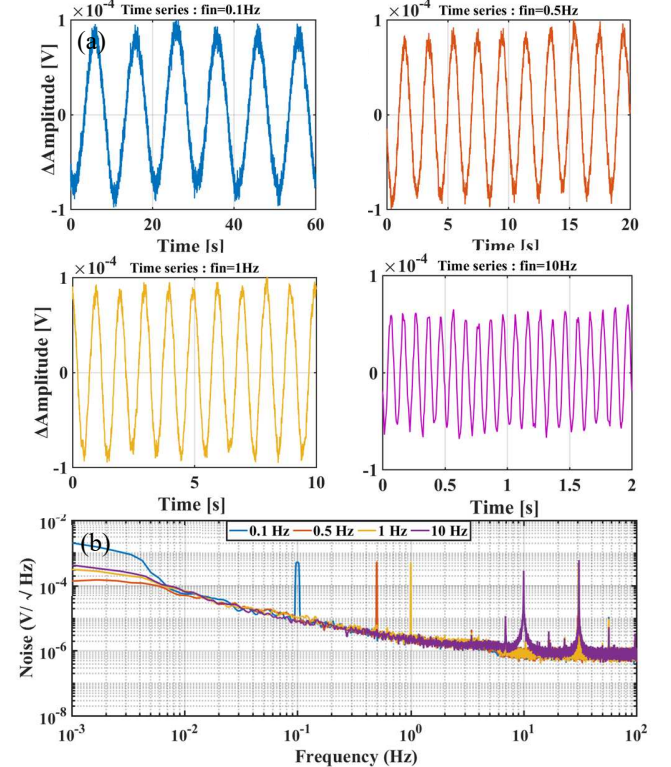 ×10⁻⁴ Time series : fin=0.1Hz
(a)
1
0
-1
ΔAmplitude [V]
0 20 40 60
Time [s]
×10⁻⁴ Time series : fin=0.5Hz
1
0
-1
0 5 10 15 20
Time [s]
×10⁻⁴ Time series : fin=1Hz
1
0
-1
ΔAmplitude [V]
0 5 10
Time [s]
×10⁻⁴ Time series : fin=10Hz
1
0
-1
0 0.5 1 1.5 2
Time [s]
(b)
0.1 Hz 0.5 Hz 1 Hz 10 Hz
10⁻²
10⁻⁴
10⁻⁶
10⁻⁸
Noise (V/√Hz)
10⁻³ 10⁻² 10⁻¹ 10⁰ 10¹ 10²
Frequency (Hz)